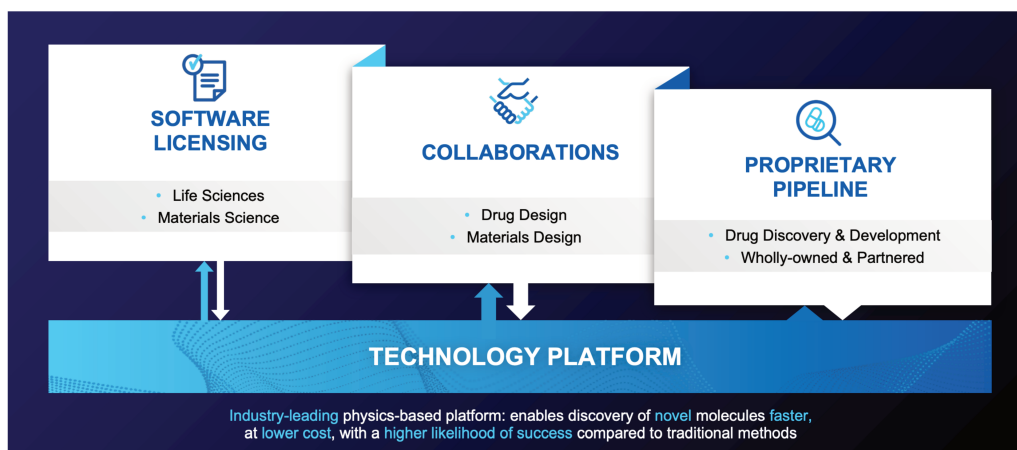 SOFTWARE
LICENSING
• Life Sciences
• Materials Science
COLLABORATIONS
• Drug Design
• Materials Design
PROPRIETARY
PIPELINE
• Drug Discovery & Development
• Wholly-owned & Partnered
TECHNOLOGY PLATFORM
Industry-leading physics-based platform: enables discovery of novel molecules faster,
at lower cost, with a higher likelihood of success compared to traditional methods